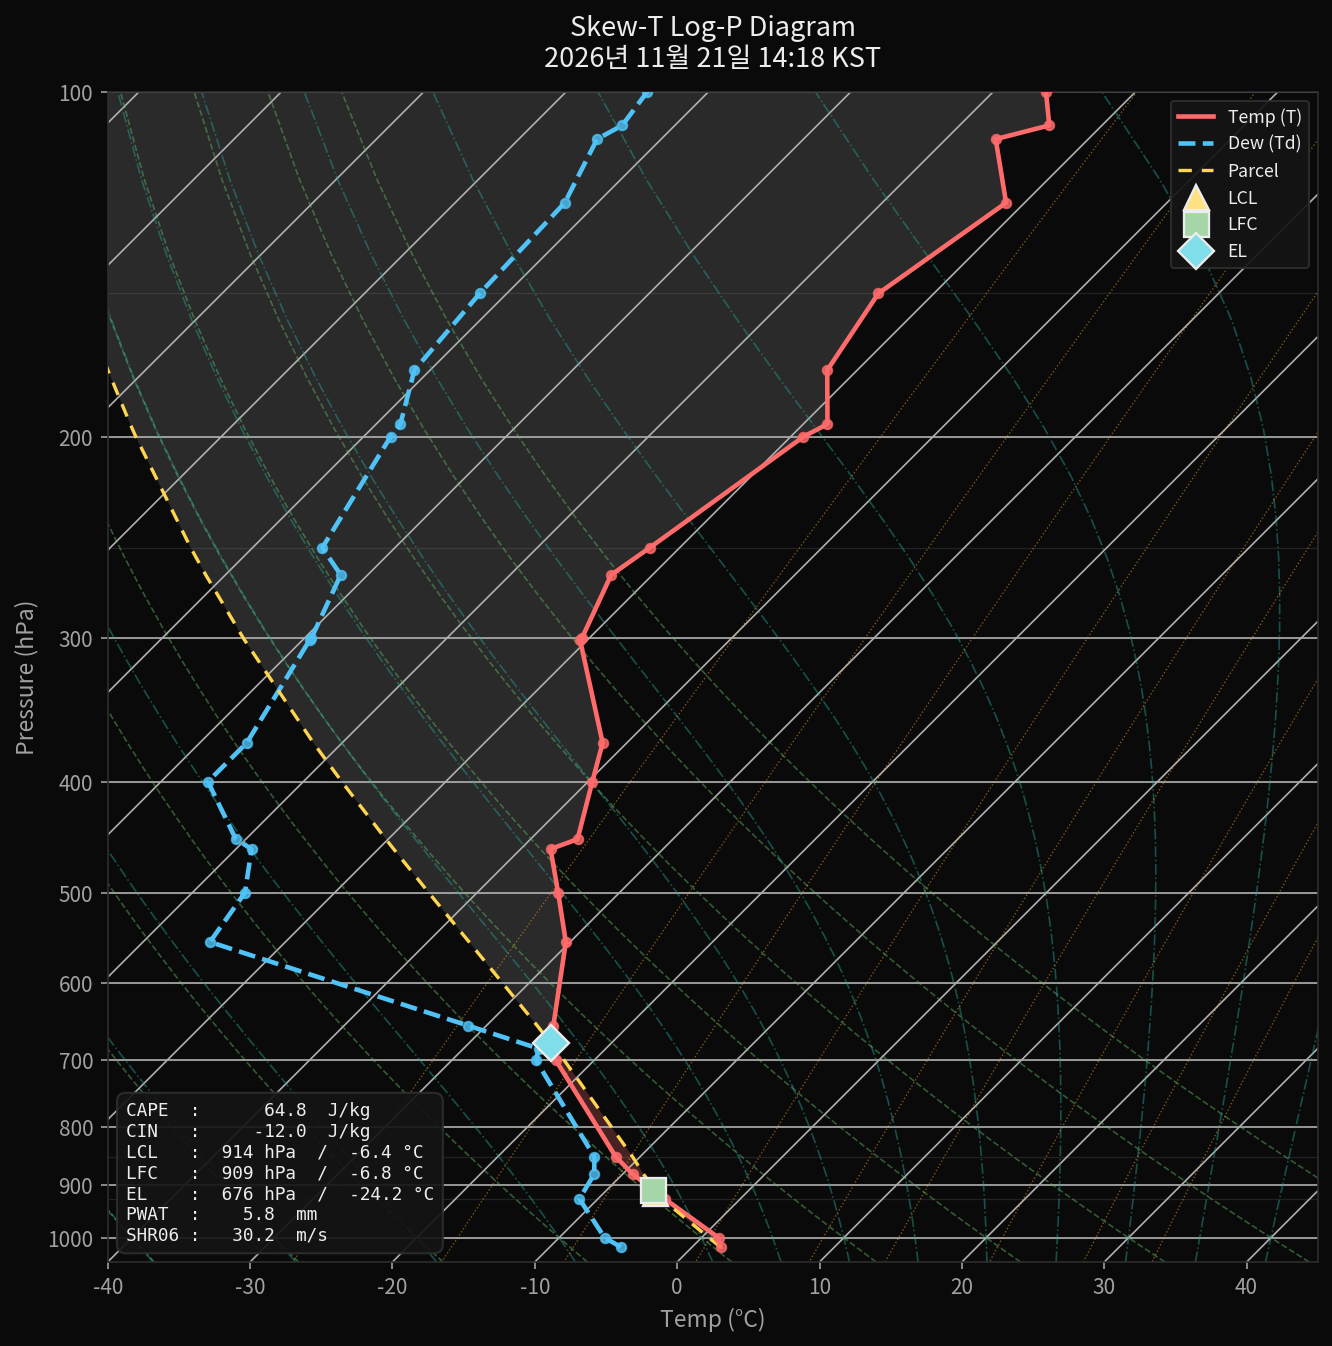 Skew-T Log-P Diagram
2026년 11월 21일 14:18 KST
Pressure (hPa)
100
200
300
400
500
600
700
800
900
1000
Temp (T)
Dew (Td)
Parcel
LCL
LFC
EL
CAPE : 64.8 J/kg
CIN : -12.0 J/kg
LCL : 914 hPa / -6.4 °C
LFC : 909 hPa / -6.8 °C
EL : 676 hPa / -24.2 °C
PWAT : 5.8 mm
SHR06 : 30.2 m/s
-40 -30 -20 -10 0 10 20 30 40
Temp (°C)